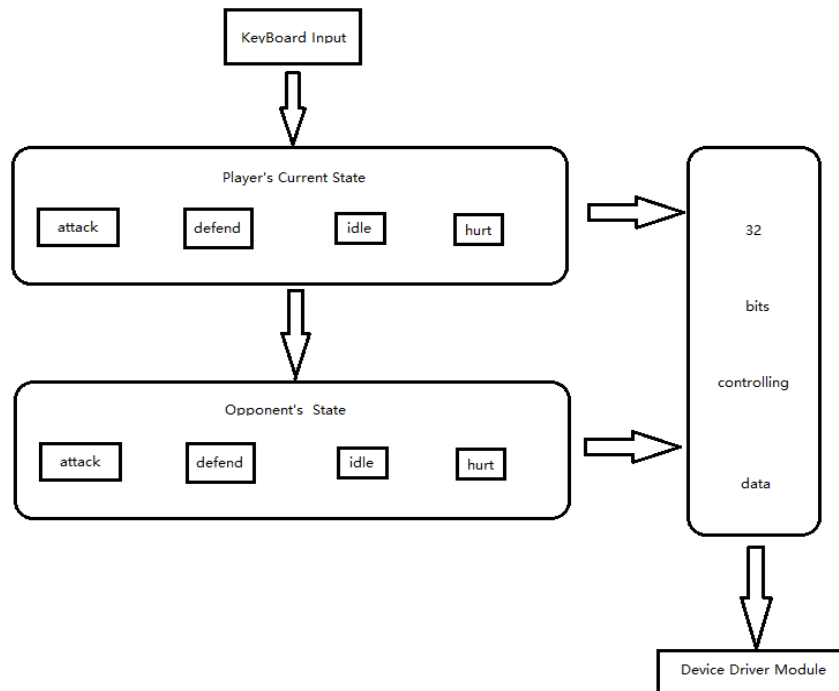 KeyBoard Input
Player's Current State
attack
defend
idle
hurt
32
bits
controlling
data
Opponent's State
attack
defend
idle
hurt
Device Driver Module